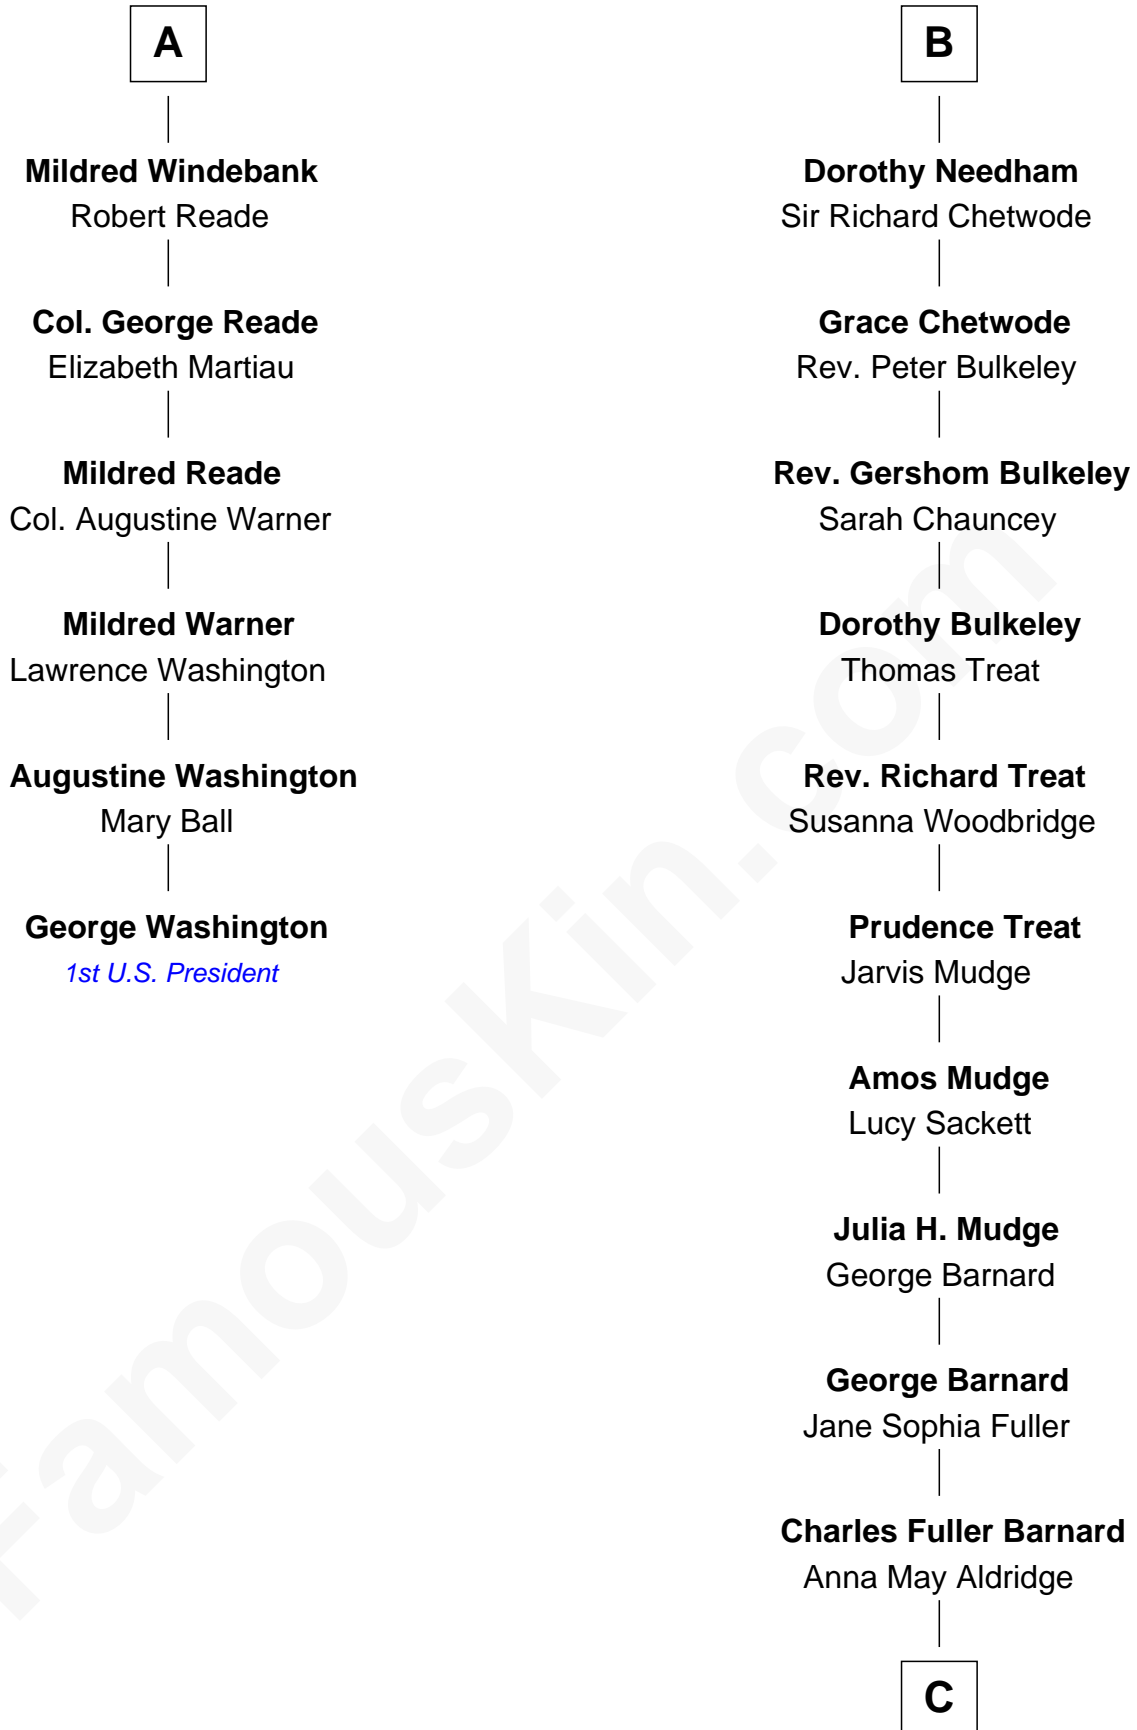 A
Mildred Windebank
Robert Reade
Col. George Reade
Elizabeth Martiau
Mildred Reade
Col. Augustine Warner
Mildred Warner
Lawrence Washington
Augustine Washington
Mary Ball
George Washington
1st U.S. President
B
Dorothy Needham
Sir Richard Chetwode
Grace Chetwode
Rev. Peter Bulkeley
Rev. Gershom Bulkeley
Sarah Chauncey
Dorothy Bulkeley
Thomas Treat
Rev. Richard Treat
Susanna Woodbridge
Prudence Treat
Jarvis Mudge
Amos Mudge
Lucy Sackett
Julia H. Mudge
George Barnard
George Barnard
Jane Sophia Fuller
Charles Fuller Barnard
Anna May Aldridge
C
FamousKin.com